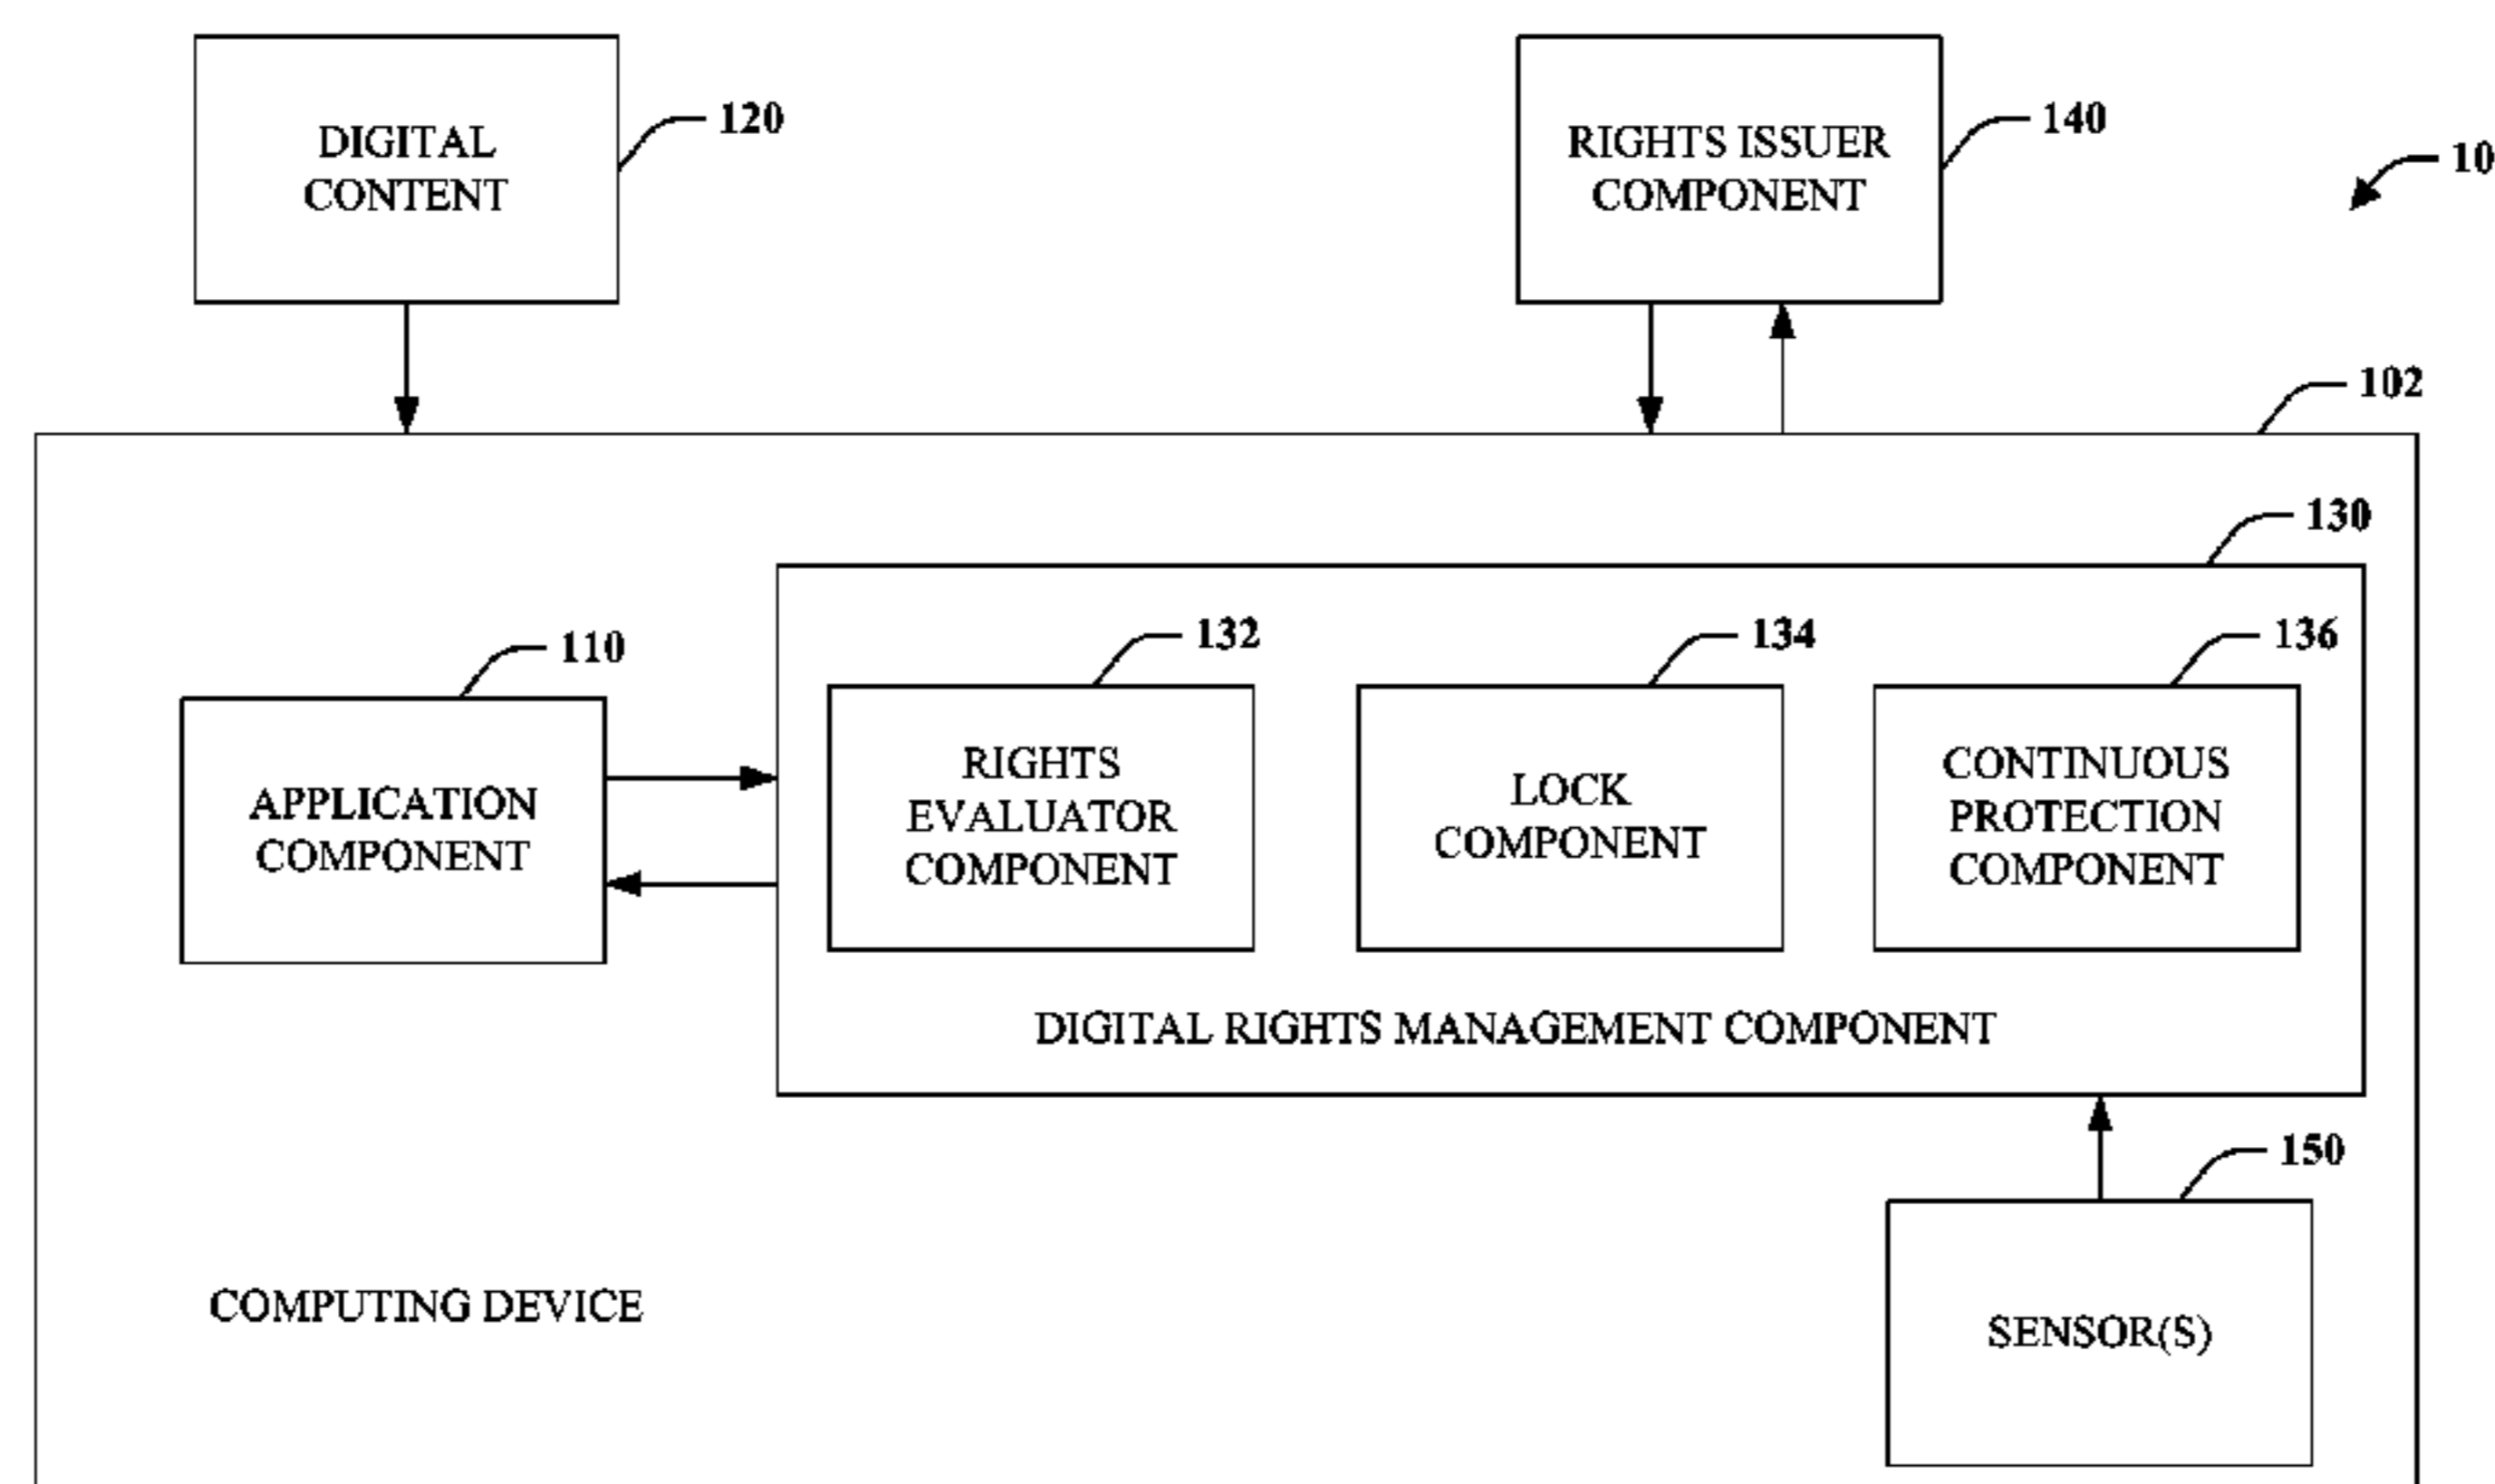 DIGITAL
CONTENT
120
RIGHTS ISSUER
COMPONENT
140
10
102
130
110
132
134
136
APPLICATION
COMPONENT
RIGHTS
EVALUATOR
COMPONENT
LOCK
COMPONENT
CONTINUOUS
PROTECTION
COMPONENT
DIGITAL RIGHTS MANAGEMENT COMPONENT
150
COMPUTING DEVICE
SENSOR(S)